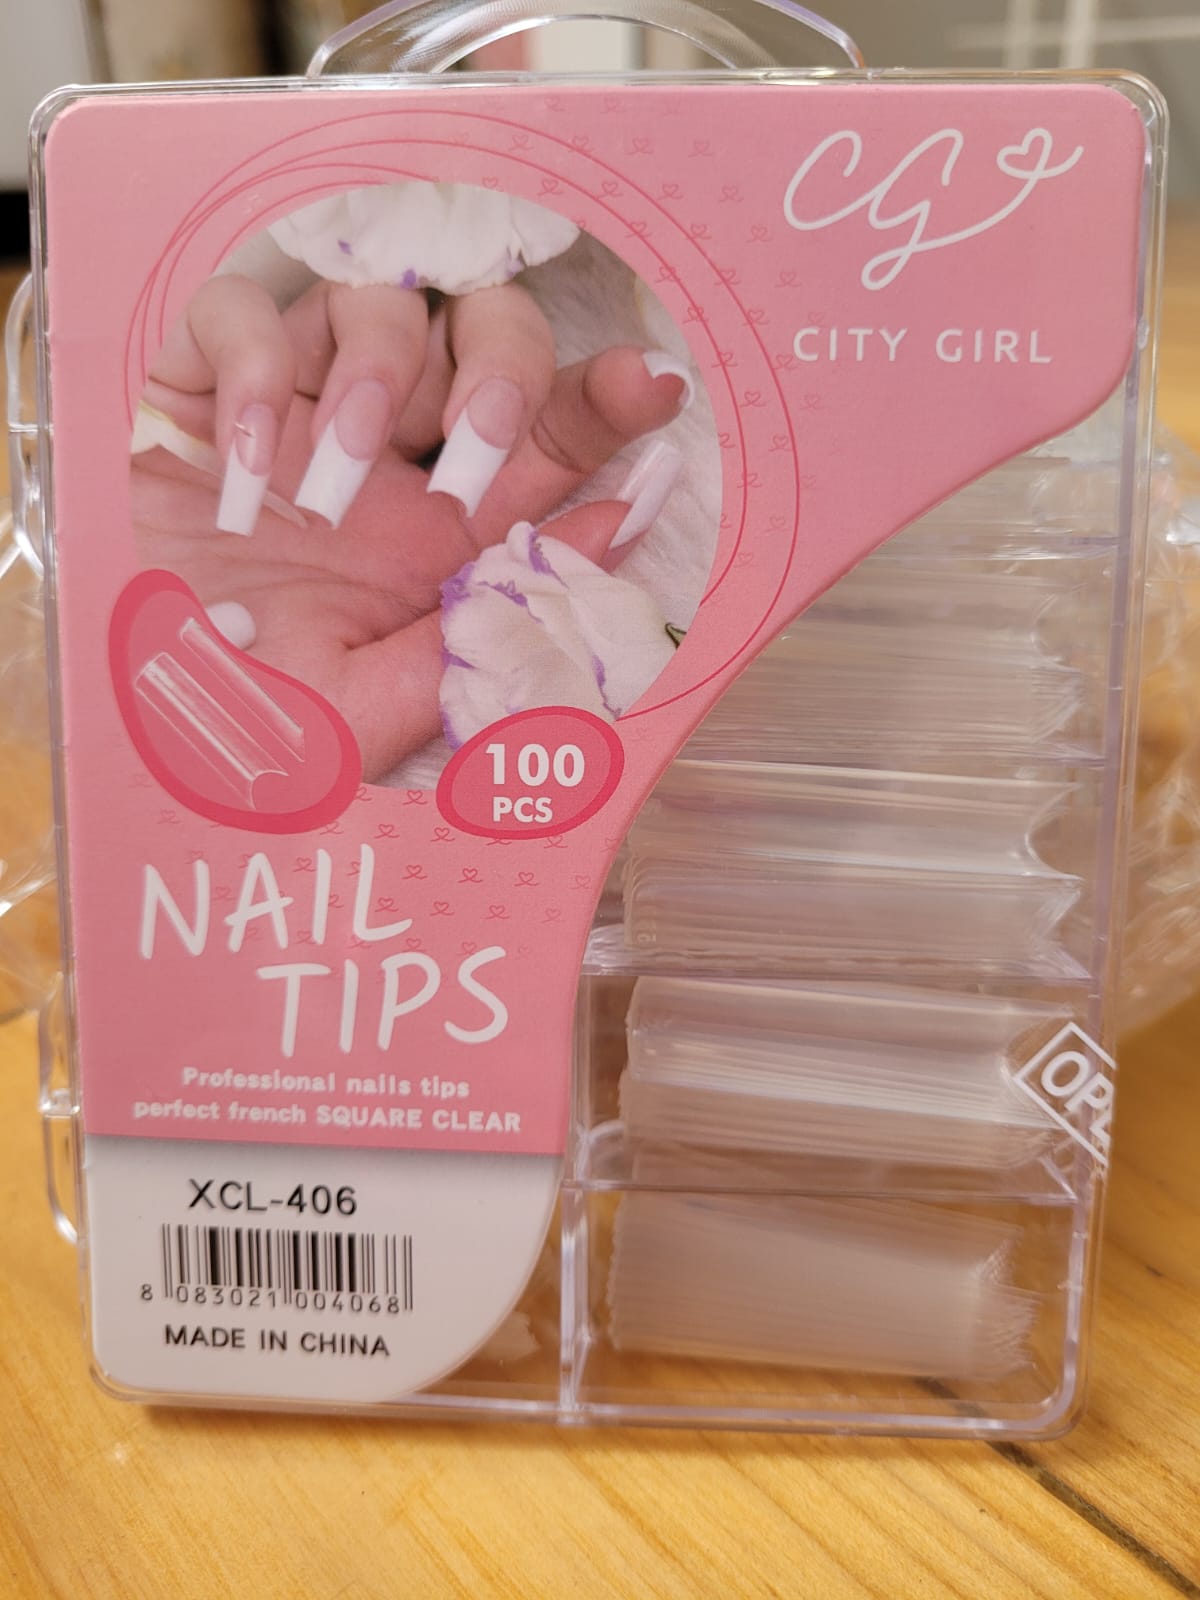 CG
CITY GIRL
100
PCS
NAIL
TIPS
Professional nails tips
perfect french SQUARE CLEAR
XCL-406
8 083021 004068
MADE IN CHINA